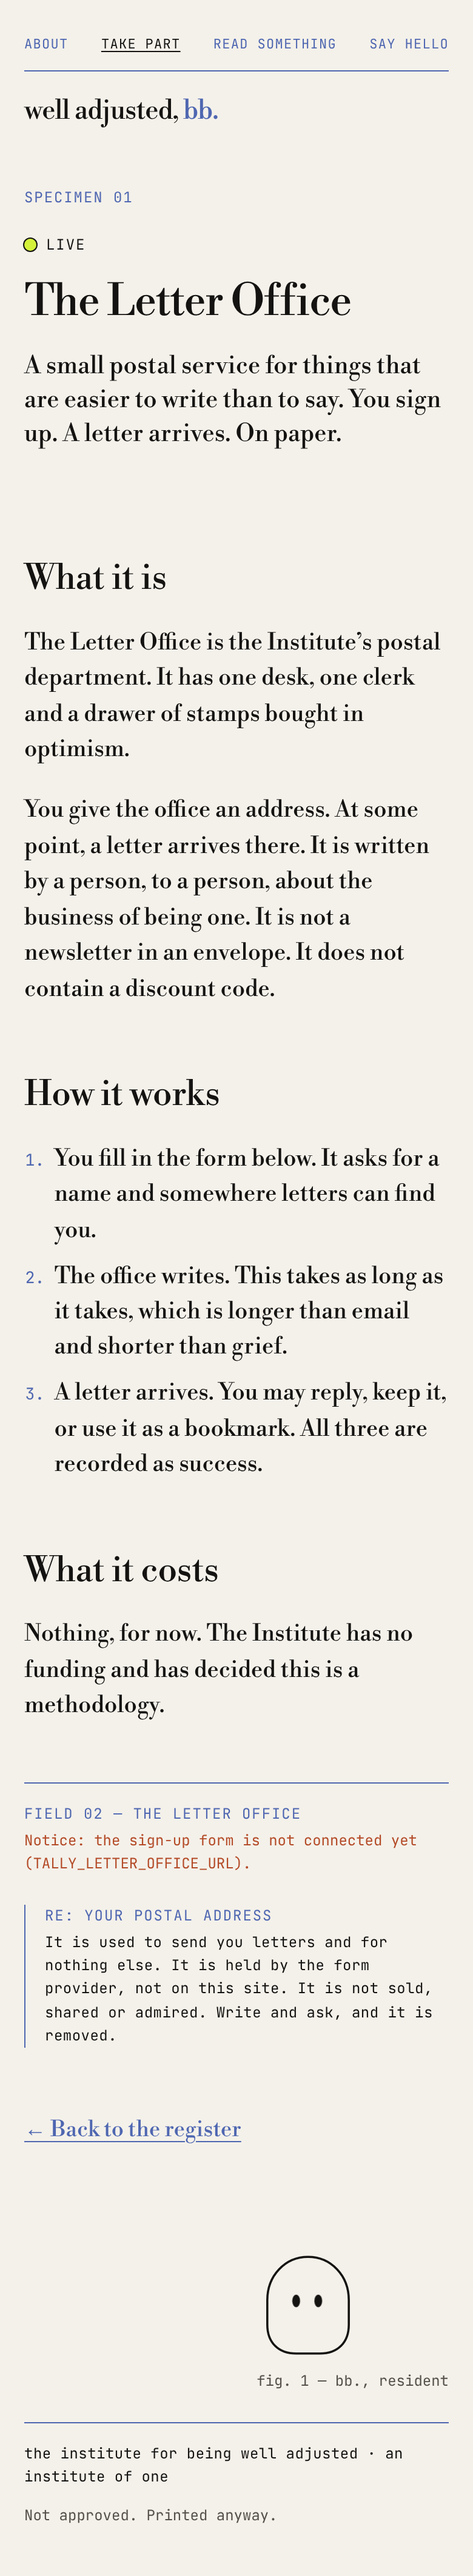 ABOUT TAKE PART READ SOMETHING SAY HELLO
well adjusted, bb.
SPECIMEN 01
LIVE
The Letter Office
A small postal service for things that
are easier to write than to say. You sign
up. A letter arrives. On paper.
What it is
The Letter Office is the Institute’s postal
department. It has one desk, one clerk
and a drawer of stamps bought in
optimism.
You give the office an address. At some
point, a letter arrives there. It is written
by a person, to a person, about the
business of being one. It is not a
newsletter in an envelope. It does not
contain a discount code.
How it works
1. You fill in the form below. It asks for a
name and somewhere letters can find
you.
2. The office writes. This takes as long as
it takes, which is longer than email
and shorter than grief.
3. A letter arrives. You may reply, keep it,
or use it as a bookmark. All three are
recorded as success.
What it costs
Nothing, for now. The Institute has no
funding and has decided this is a
methodology.
FIELD 02 — THE LETTER OFFICE
Notice: the sign-up form is not connected yet
(TALLY_LETTER_OFFICE_URL).
RE: YOUR POSTAL ADDRESS
It is used to send you letters and for
nothing else. It is held by the form
provider, not on this site. It is not sold,
shared or admired. Write and ask, and it is
removed.
← Back to the register
fig. 1 — bb., resident
the institute for being well adjusted · an
institute of one
Not approved. Printed anyway.